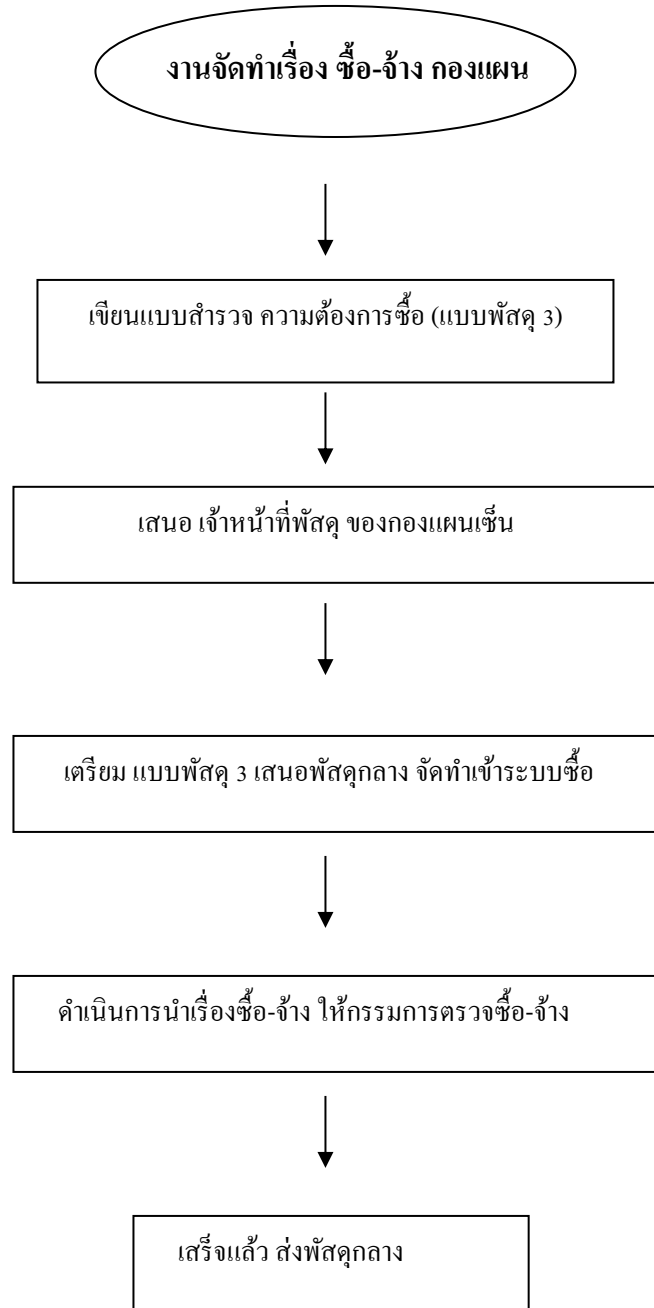 งานจัดทำเรื่อง ซื้อ-จ้าง กองแผน
เขียนแบบสำรวจ ความต้องการซื้อ (แบบพัสดุ 3)
เสนอ เจ้าหน้าที่พัสดุ ของกองแผนเซ็น
เตรียม แบบพัสดุ 3 เสนอพัสดุกลาง จัดทำเข้าระบบซื้อ
ดำเนินการนำเรื่องซื้อ-จ้าง ให้กรรมการตรวจซื้อ-จ้าง
เสร็จแล้ว ส่งพัสดุกลาง